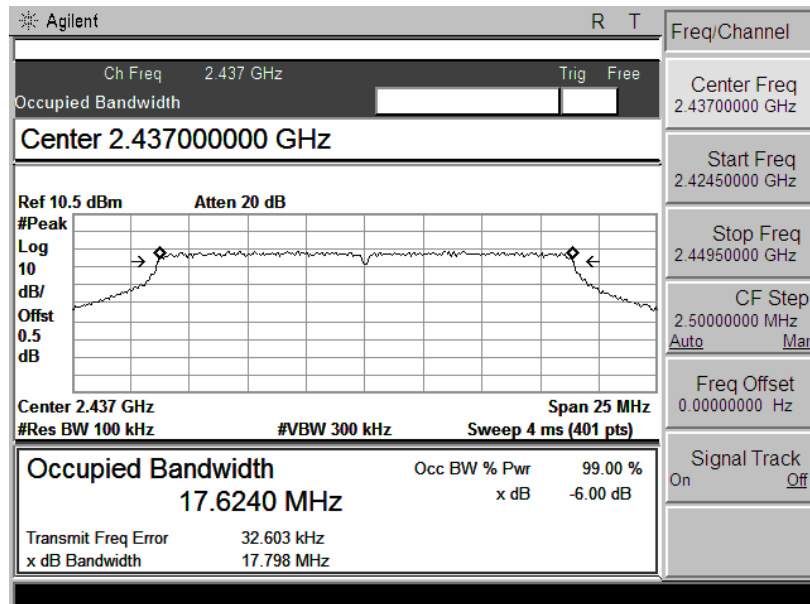 Agilent R T
Ch Freq 2.437 GHz Trig Free
Occupied Bandwidth
Center 2.437000000 GHz
Ref 10.5 dBm Atten 20 dB
#Peak
Log
10
dB/
Offst
0.5
dB
Center 2.437 GHz Span 25 MHz
#Res BW 100 kHz #VBW 300 kHz Sweep 4 ms (401 pts)
Occupied Bandwidth
17.6240 MHz
Occ BW % Pwr 99.00 %
x dB -6.00 dB
Transmit Freq Error 32.603 kHz
x dB Bandwidth 17.798 MHz
Freq/Channel
Center Freq
2.43700000 GHz
Start Freq
2.42450000 GHz
Stop Freq
2.44950000 GHz
CF Step
2.50000000 MHz
Auto Man
Freq Offset
0.00000000 Hz
Signal Track
On Off